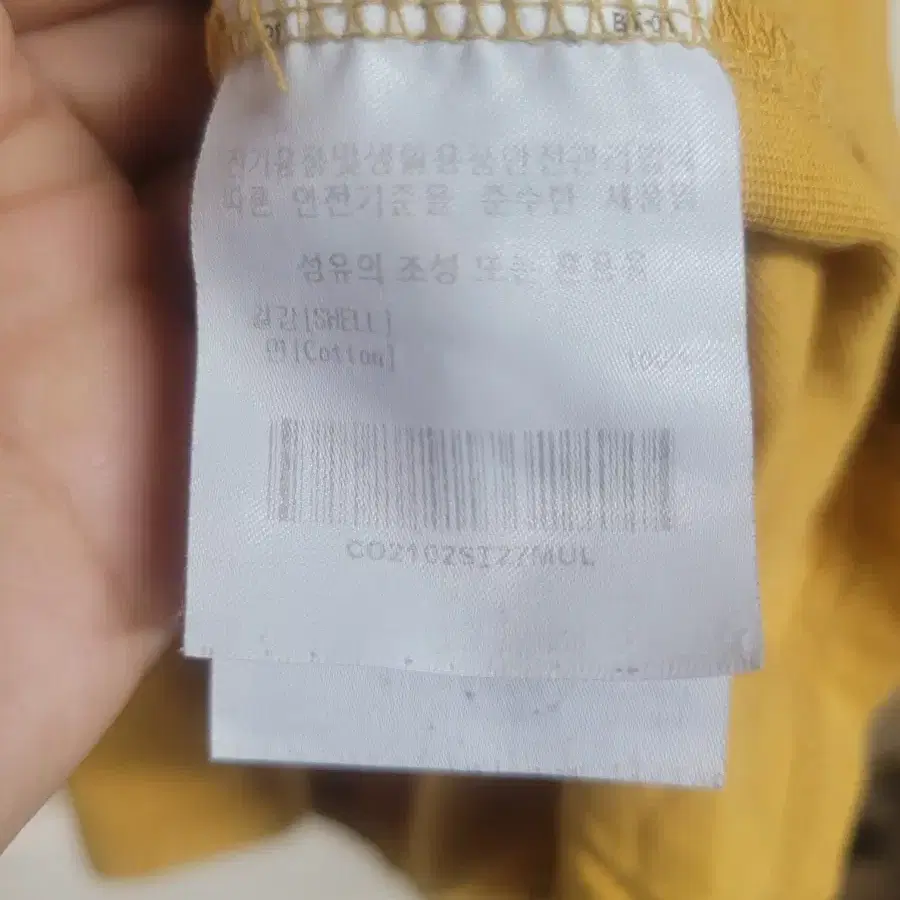 전기용품및생활용품안전관리법에
따른 안전기준을 준수한 제품임
섬유의 조성 또는 혼용율
겉감[SHELL]
면[Cotton]